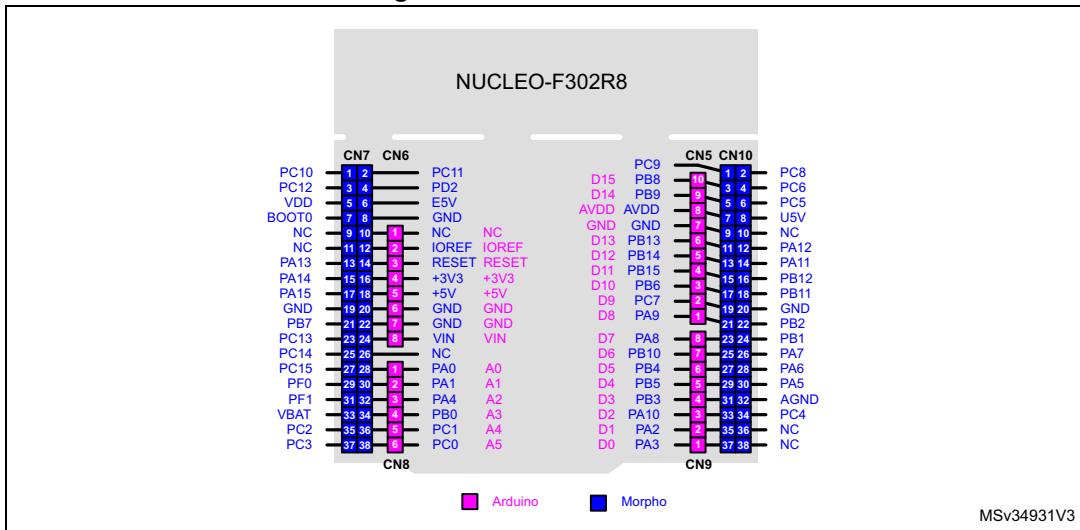 NUCLEO-F302R8
CN7 CN6 CN5 CN10
PC9
PC10 1 2 PC11 1 2 PC8
PC12 3 4 PD2 D15 PB8 10 3 4 PC6
VDD 5 6 E5V D14 PB9 9 5 6 PC5
BOOT0 7 8 GND AVDD AVDD 8 7 8 U5V
NC 9 10 1 NC NC GND GND 7 9 10 NC
NC 11 12 2 IOREF IOREF D13 PB13 6 11 12 PA12
PA13 13 14 3 RESET RESET D12 PB14 5 13 14 PA11
PA14 15 16 4 +3V3 +3V3 D11 PB15 4 15 16 PB12
PA15 17 18 5 +5V +5V D10 PB6 3 17 18 PB11
GND 19 20 6 GND GND D9 PC7 2 19 20 GND
PB7 21 22 7 GND GND D8 PA9 1 21 22 PB2
PC13 23 24 8 VIN VIN D7 PA8 8 23 24 PB1
PC14 25 26 NC D6 PB10 7 25 26 PA7
PC15 27 28 1 PA0 A0 D5 PB4 6 27 28 PA6
PF0 29 30 2 PA1 A1 D4 PB5 5 29 30 PA5
PF1 31 32 3 PA4 A2 D3 PB3 4 31 32 AGND
VBAT 33 34 4 PB0 A3 D2 PA10 3 33 34 PC4
PC2 35 36 5 PC1 A4 D1 PA2 2 35 36 NC
PC3 37 38 6 PC0 A5 D0 PA3 1 37 38 NC
CN8 CN9
Arduino Morpho
MSv34931V3